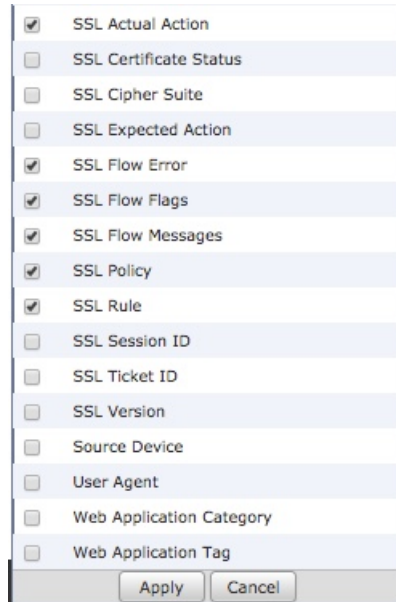 SSL Actual Action
SSL Certificate Status
SSL Cipher Suite
SSL Expected Action
SSL Flow Error
SSL Flow Flags
SSL Flow Messages
SSL Policy
SSL Rule
SSL Session ID
SSL Ticket ID
SSL Version
Source Device
User Agent
Web Application Category
Web Application Tag
Apply Cancel